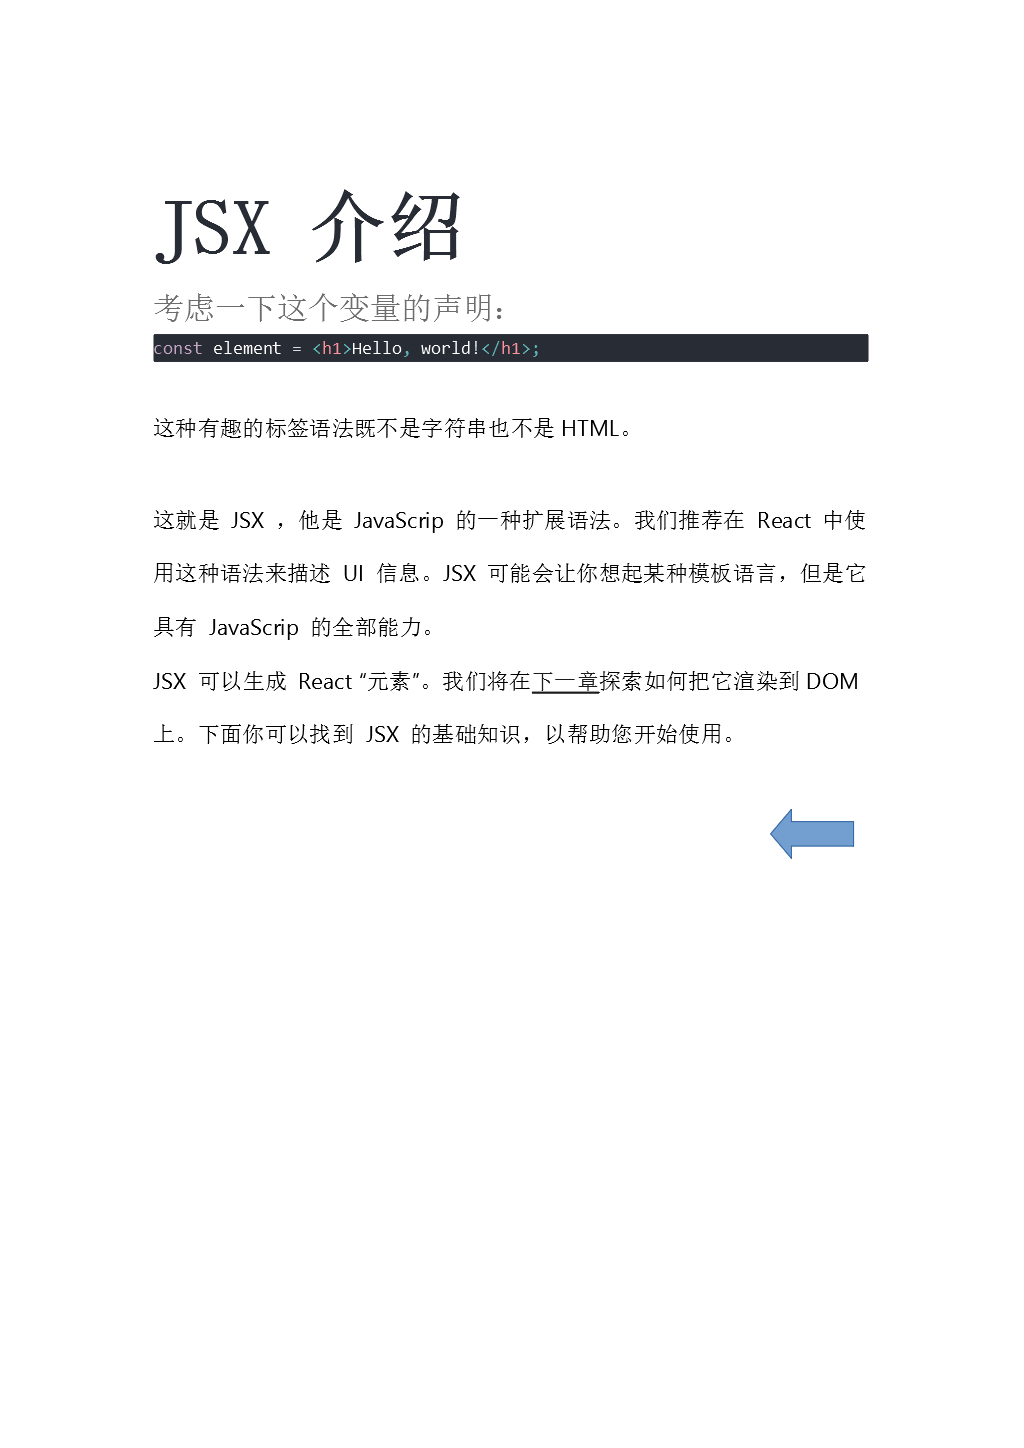 JSX 介绍
考虑一下这个变量的声明：
const element = <h1>Hello, world!</h1>;
这种有趣的标签语法既不是字符串也不是HTML。
这就是 JSX ，他是 JavaScrip 的一种扩展语法。我们推荐在 React 中使
用这种语法来描述 UI 信息。JSX 可能会让你想起某种模板语言，但是它
具有 JavaScrip 的全部能力。
JSX 可以生成 React “元素”。我们将在下一章探索如何把它渲染到DOM
上。下面你可以找到 JSX 的基础知识，以帮助您开始使用。